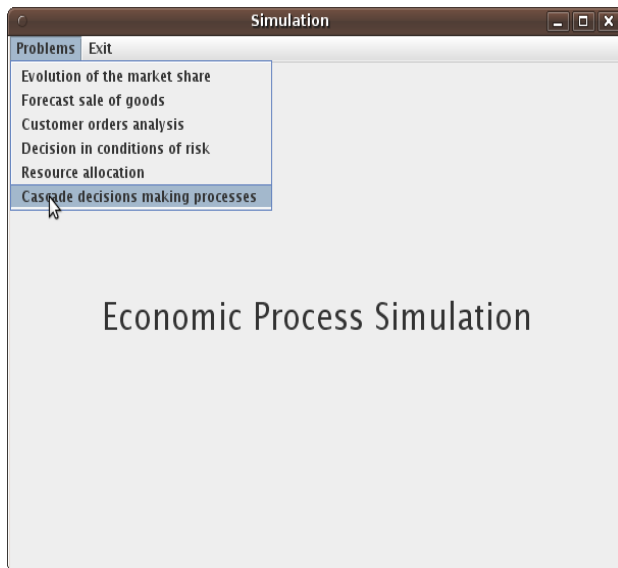 Simulation
Problems Exit
Evolution of the market share
Forecast sale of goods
Customer orders analysis
Decision in conditions of risk
Resource allocation
Cascade decisions making processes
Economic Process Simulation